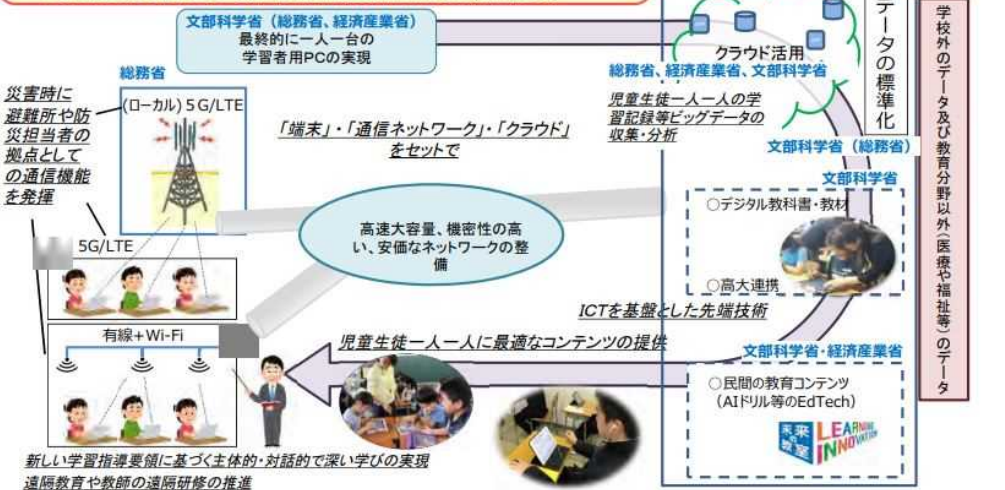 文部科学省（総務省、経済産業省）
最終的に一人一台の
学習者用PCの実現
総務省
(ローカル) 5G/LTE
災害時に
避難所や防
災担当者の
拠点として
の通信機能
を発揮
5G/LTE
有線+Wi-Fi
「端末」・「通信ネットワーク」・「クラウド」
をセットで
高速大容量、機密性の高
い、安価なネットワークの整
備
クラウド活用
総務省、経済産業省、文部科学省
児童生徒一人一人の学
習記録等ビッグデータの
収集・分析
データの標準化
文部科学省（総務省）
文部科学省
○デジタル教科書・教材
○高大連携
ICTを基盤とした先端技術
児童生徒一人一人に最適なコンテンツの提供
文部科学省・経済産業省
○民間の教育コンテンツ
（AIドリル等のEdTech）
未来
の
教室
LEARNING
INNOVATION
新しい学習指導要領に基づく主体的・対話的で深い学びの実現
遠隔教育や教師の遠隔研修の推進
学校外のデータ及び教育分野以外（医療や福祉等）のデータ